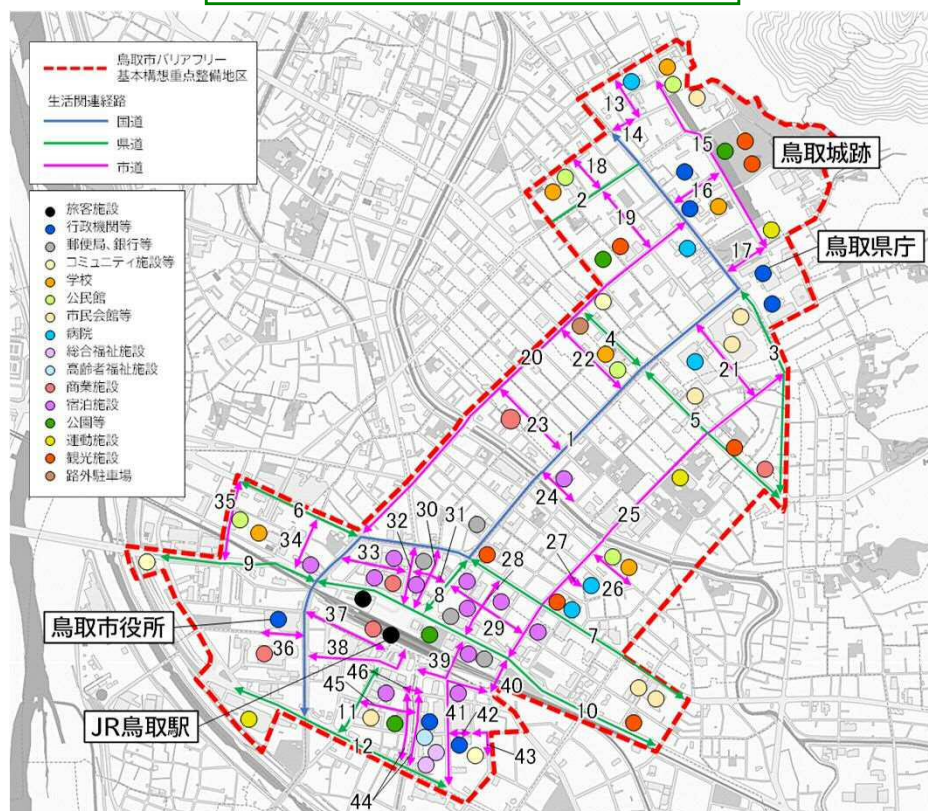 鳥取市バリアフリー
基本構想重点整備地区
生活関連経路
国道
県道
市道
旅客施設
行政機関等
郵便局、銀行等
コミュニティ施設等
学校
公民館
市民会館等
病院
総合福祉施設
高齢者福祉施設
商業施設
宿泊施設
公園等
運動施設
観光施設
路外駐車場
鳥取城跡
鳥取県庁
鳥取市役所
JR鳥取駅
13
14
15
18
2
16
19
17
20
4
22
21
3
23
1
5
24
25
35
6
34
9
33
32
30
31
8
28
27
26
29
7
37
36
38
39
46
40
45
41
42
10
11
43
12
44